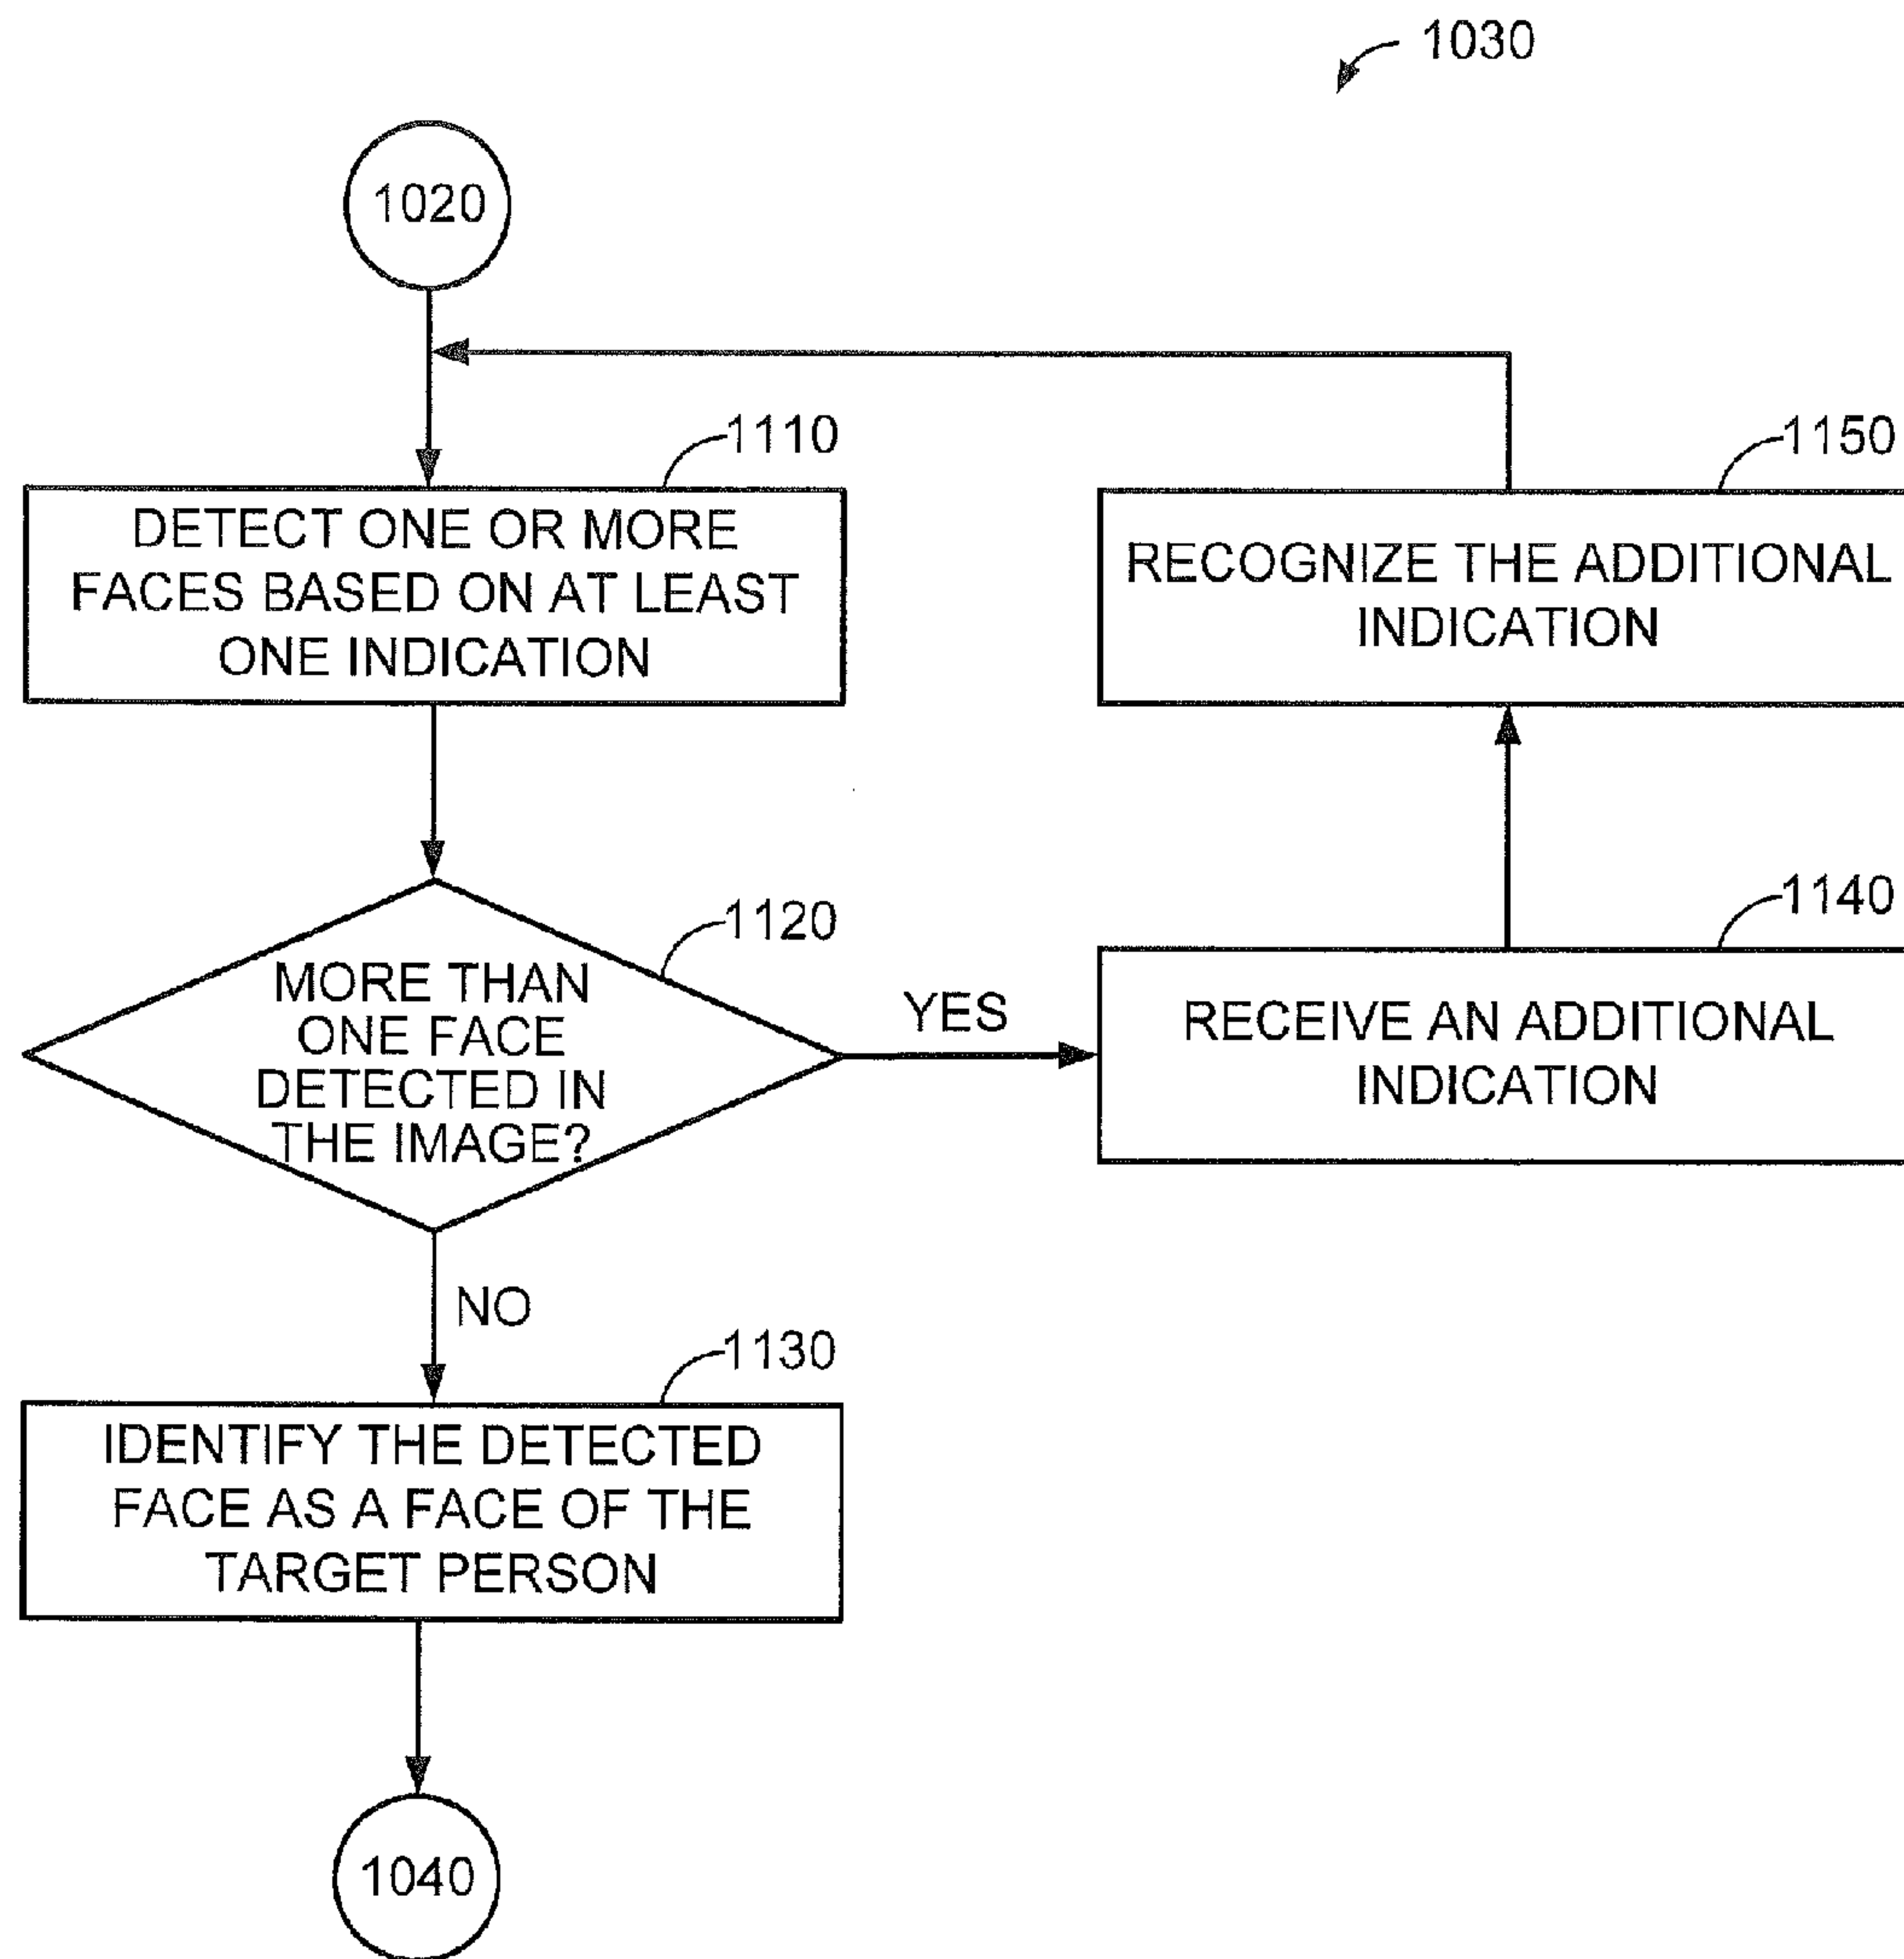 1030
1020
1110
DETECT ONE OR MORE
FACES BASED ON AT LEAST
ONE INDICATION
1150
RECOGNIZE THE ADDITIONAL
INDICATION
1120
MORE THAN
ONE FACE
DETECTED IN
THE IMAGE?
YES
1140
RECEIVE AN ADDITIONAL
INDICATION
NO
1130
IDENTIFY THE DETECTED
FACE AS A FACE OF THE
TARGET PERSON
1040